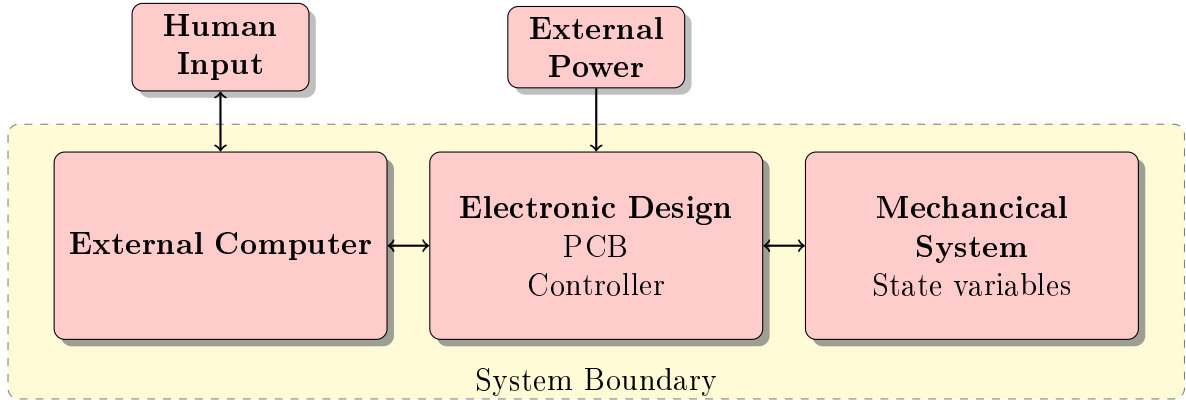 Human
Input
External
Power
External Computer
Electronic Design
PCB
Controller
Mechancical
System
State variables
System Boundary